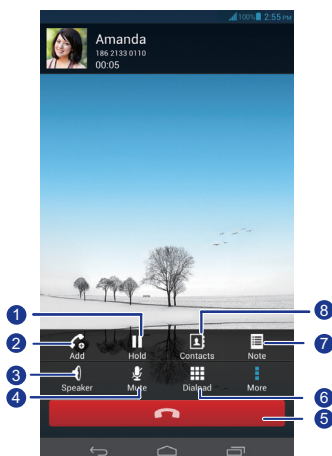 100% 2:55 PM
Amanda
186 2133 0110
00:05
1
8
2
7
Add Hold Contacts Note
3
Speaker Mute Dialpad More
4
6
5